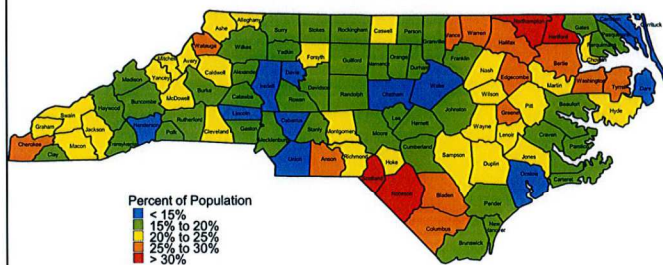 Alleghany
Ashe
Surry
Stokes
Rockingham
Caswell
Person
Vance
Warren
Northampton
Gates
Camden
Currituck
Watauga
Wilkes
Yadkin
Forsyth
Guilford
Orange
Durham
Granville
Franklin
Halifax
Hertford
Bertie
Mitchell
Avery
Caldwell
Alexander
Iredell
Davie
Davidson
Randolph
Chatham
Wake
Nash
Edgecombe
Martin
Washington
Tyrrell
Dare
Madison
Yancey
McDowell
Burke
Catawba
Rowan
Johnston
Wilson
Greene
Pitt
Beaufort
Hyde
Haywood
Buncombe
Rutherford
Lincoln
Cabarrus
Stanly
Montgomery
Moore
Lee
Harnett
Wayne
Lenoir
Craven
Pamlico
Swain
Graham
Jackson
Henderson
Polk
Cleveland
Gaston
Mecklenburg
Cherokee
Clay
Macon
Transylvania
Union
Anson
Richmond
Hoke
Cumberland
Sampson
Duplin
Jones
Onslow
Carteret
Scotland
Robeson
Bladen
Pender
Columbus
Brunswick
New
Hanover
Percent of Population
< 15%
15% to 20%
20% to 25%
25% to 30%
> 30%